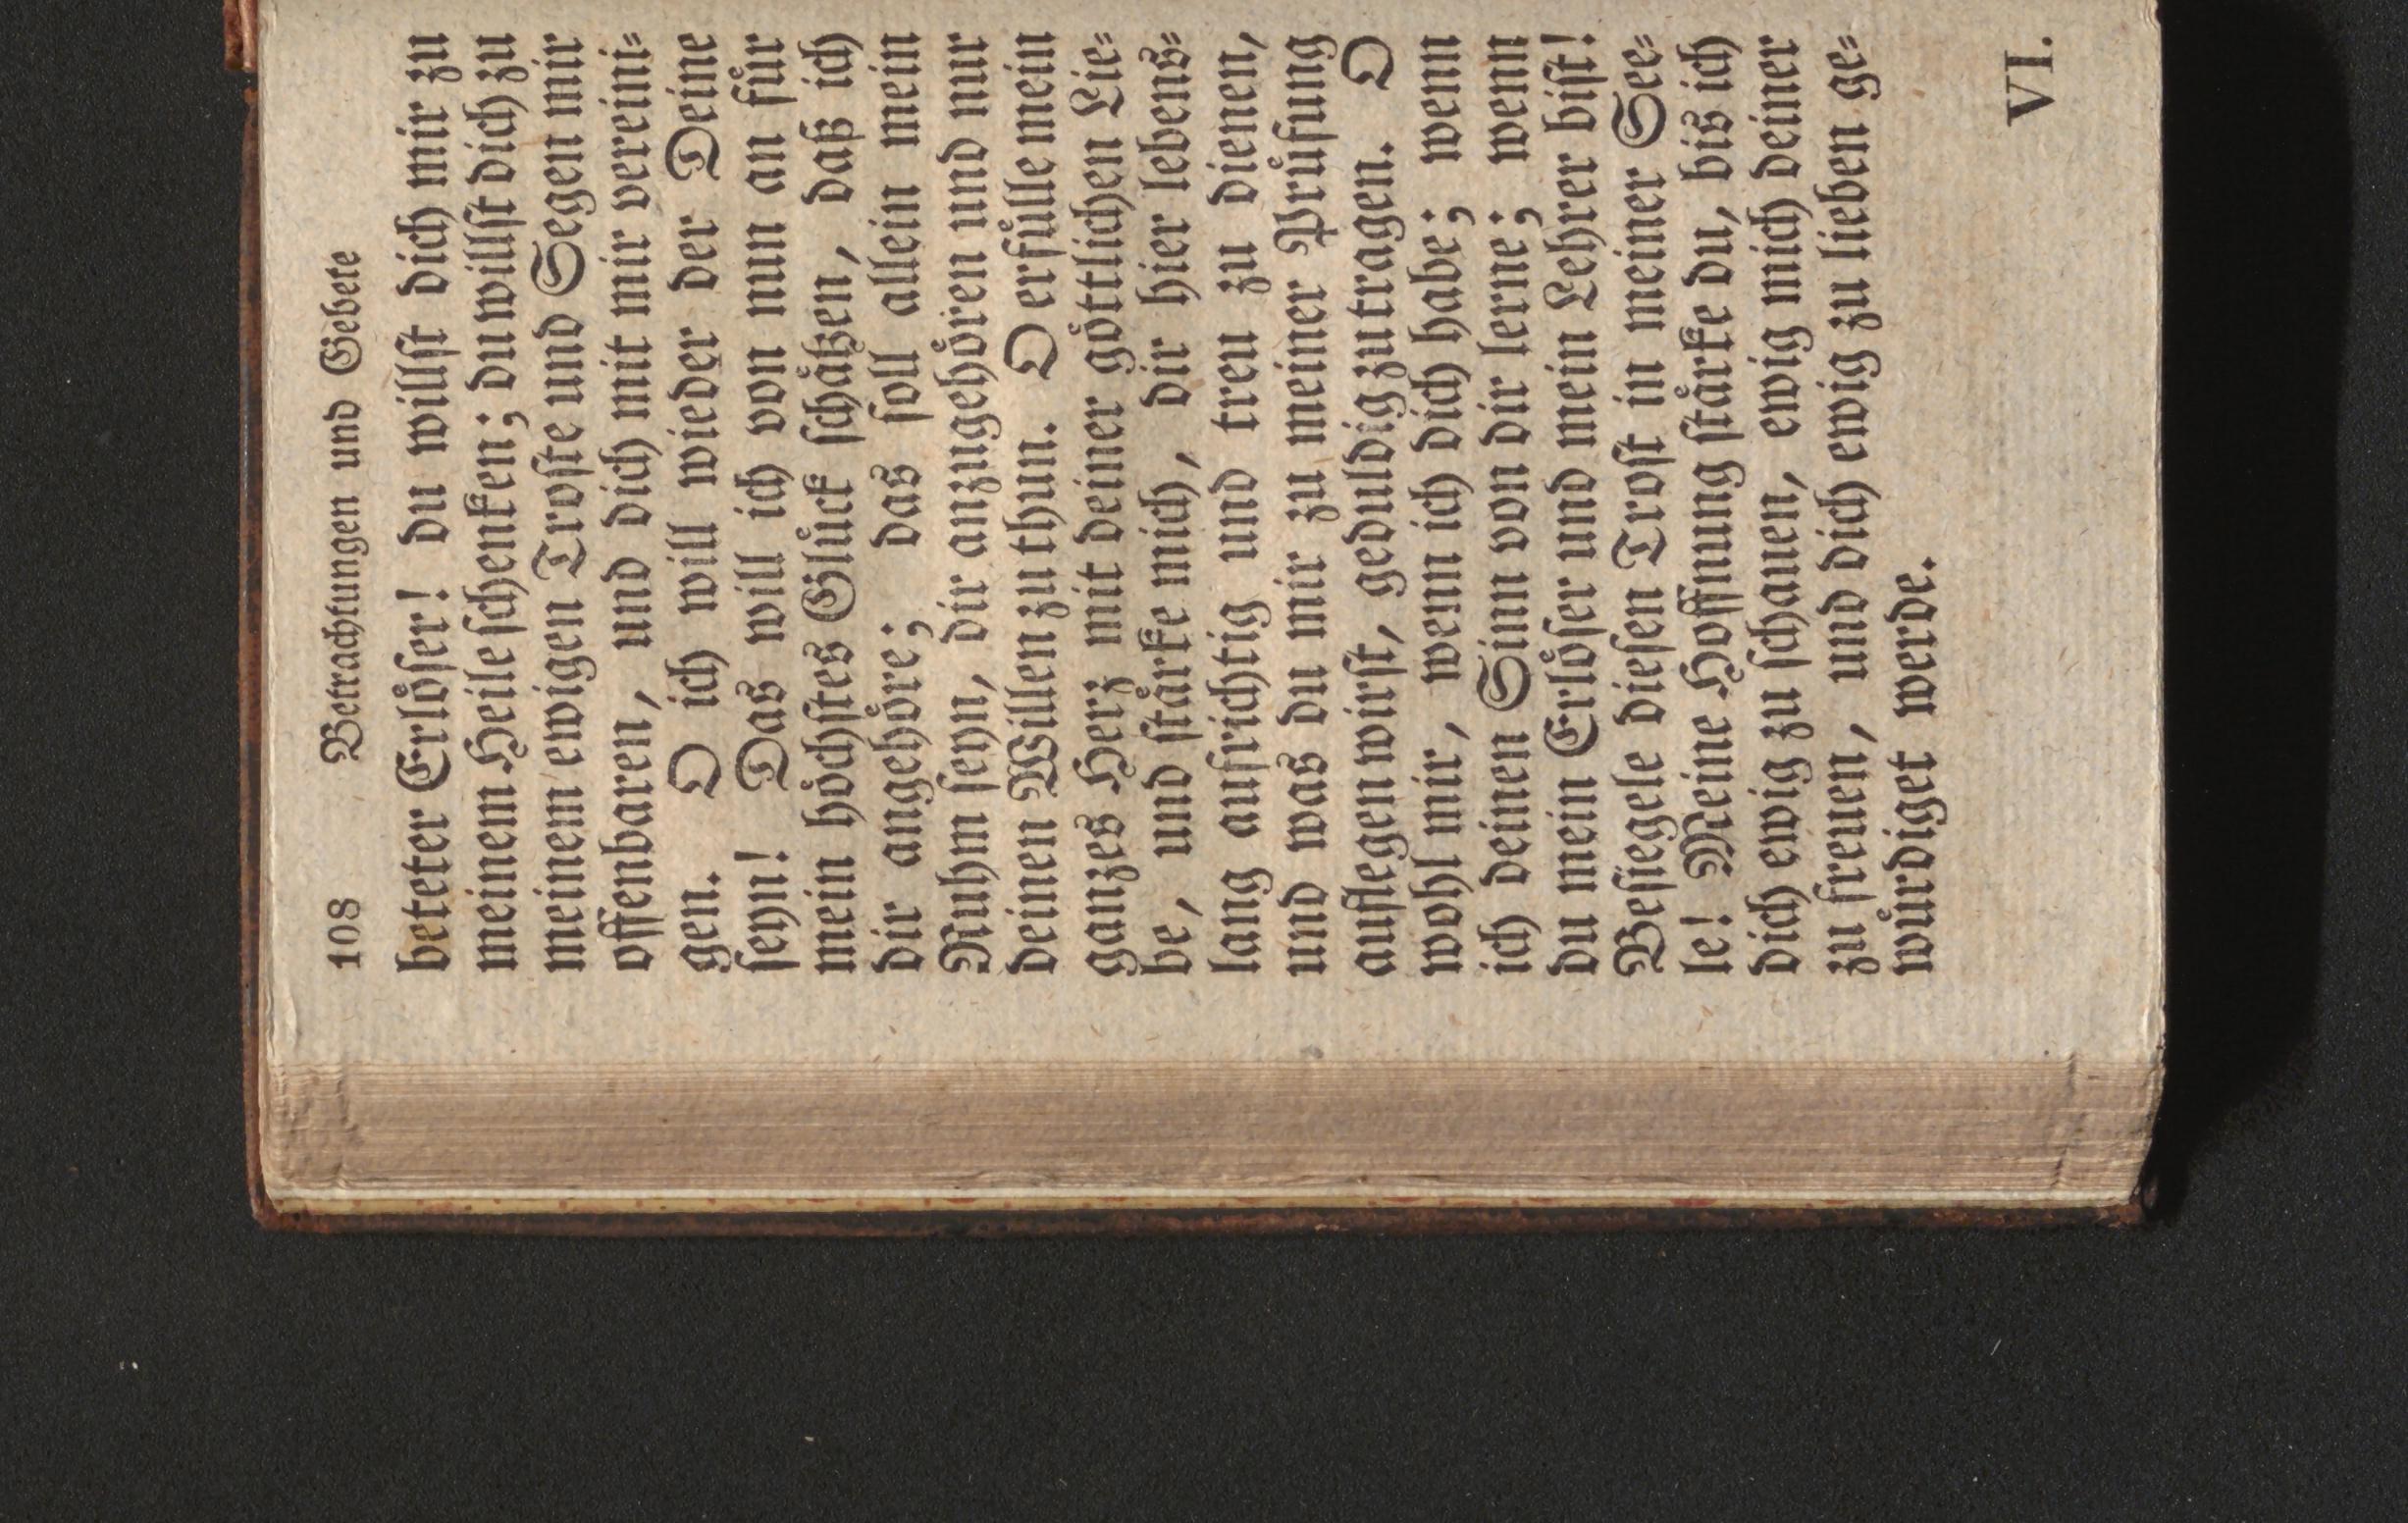 108 Betrachtungen und Gebete
beteter Erlöſer! du willſt dich mir zu
meinem Heile ſchenken; du willſt dich zu
meinem ewigen Troſte und Segen mir
offenbaren, und dich mit mir vereini⸗
gen. O ich will wieder der Deine
ſeyn! Das will ich von nun an für
mein höchſtes Glück ſchätzen, daß ich
dir angehöre; das ſoll allein mein
Ruhm ſeyn, dir anzugehören und nur
deinen Willen zu thun. O erfülle mein
ganzes Herz mit deiner göttlichen Lie⸗
be, und ſtärke mich, dir hier lebens⸗
lang aufrichtig und treu zu dienen,
und was du mir zu meiner Prüfung
auflegen wirſt, geduldig zu tragen. O
wohl mir, wenn ich dich habe; wenn
ich deinen Sinn von dir lerne; wenn
du mein Erlöſer und mein Lehrer biſt!
Beſiegele dieſen Troſt in meiner See⸗
le! Meine Hoffnung ſtärke du, bis ich
dich ewig zu ſchauen, ewig mich deiner
zu freuen, und dich ewig zu lieben ge⸗
würdiget werde.
VI.